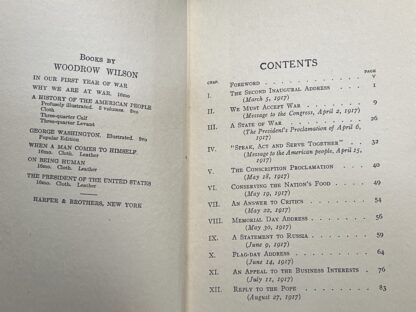 BOOKS BY
WOODROW WILSON
IN OUR FIRST YEAR OF WAR
WHY WE ARE AT WAR. 16mo
A HISTORY OF THE AMERICAN PEOPLE
Profusely illustrated. 5 volumes. 8vo
Cloth
Three-quarter Calf
Three-quarter Levant
GEORGE WASHINGTON. Illustrated. 8vo
Popular Edition
WHEN A MAN COMES TO HIMSELF
16mo. Cloth. Leather
ON BEING HUMAN
16mo. Cloth. Leather
THE PRESIDENT OF THE UNITED STATES
16mo. Cloth. Leather
HARPER & BROTHERS, NEW YORK
CONTENTS
CHAP. PAGE
FOREWORD . . . . . . . . . . . v
I. THE SECOND INAUGURAL ADDRESS . . . . 1
(March 5, 1917)
II. WE MUST ACCEPT WAR . . . . . . . 9
(Message to the Congress, April 2, 1917)
III. A STATE OF WAR . . . . . . . . . 26
(The President's Proclamation of April 6,
1917)
IV. "SPEAK, ACT AND SERVE TOGETHER" . . . 32
(Message to the American people, April 15,
1917)
V. THE CONSCRIPTION PROCLAMATION . . . 40
(May 18, 1917)
VI. CONSERVING THE NATION'S FOOD . . . . 49
(May 19, 1917)
VII. AN ANSWER TO CRITICS . . . . . . . 54
(May 22, 1917)
VIII. MEMORIAL DAY ADDRESS . . . . . . 56
(May 30, 1917)
IX. A STATEMENT TO RUSSIA . . . . . . 59
(June 9, 1917)
X. FLAG-DAY ADDRESS . . . . . . . . 64
(June 14, 1917)
XI. AN APPEAL TO THE BUSINESS INTERESTS . 76
(July 11, 1917)
XII. REPLY TO THE POPE . . . . . . . . 83
(August 27, 1917)